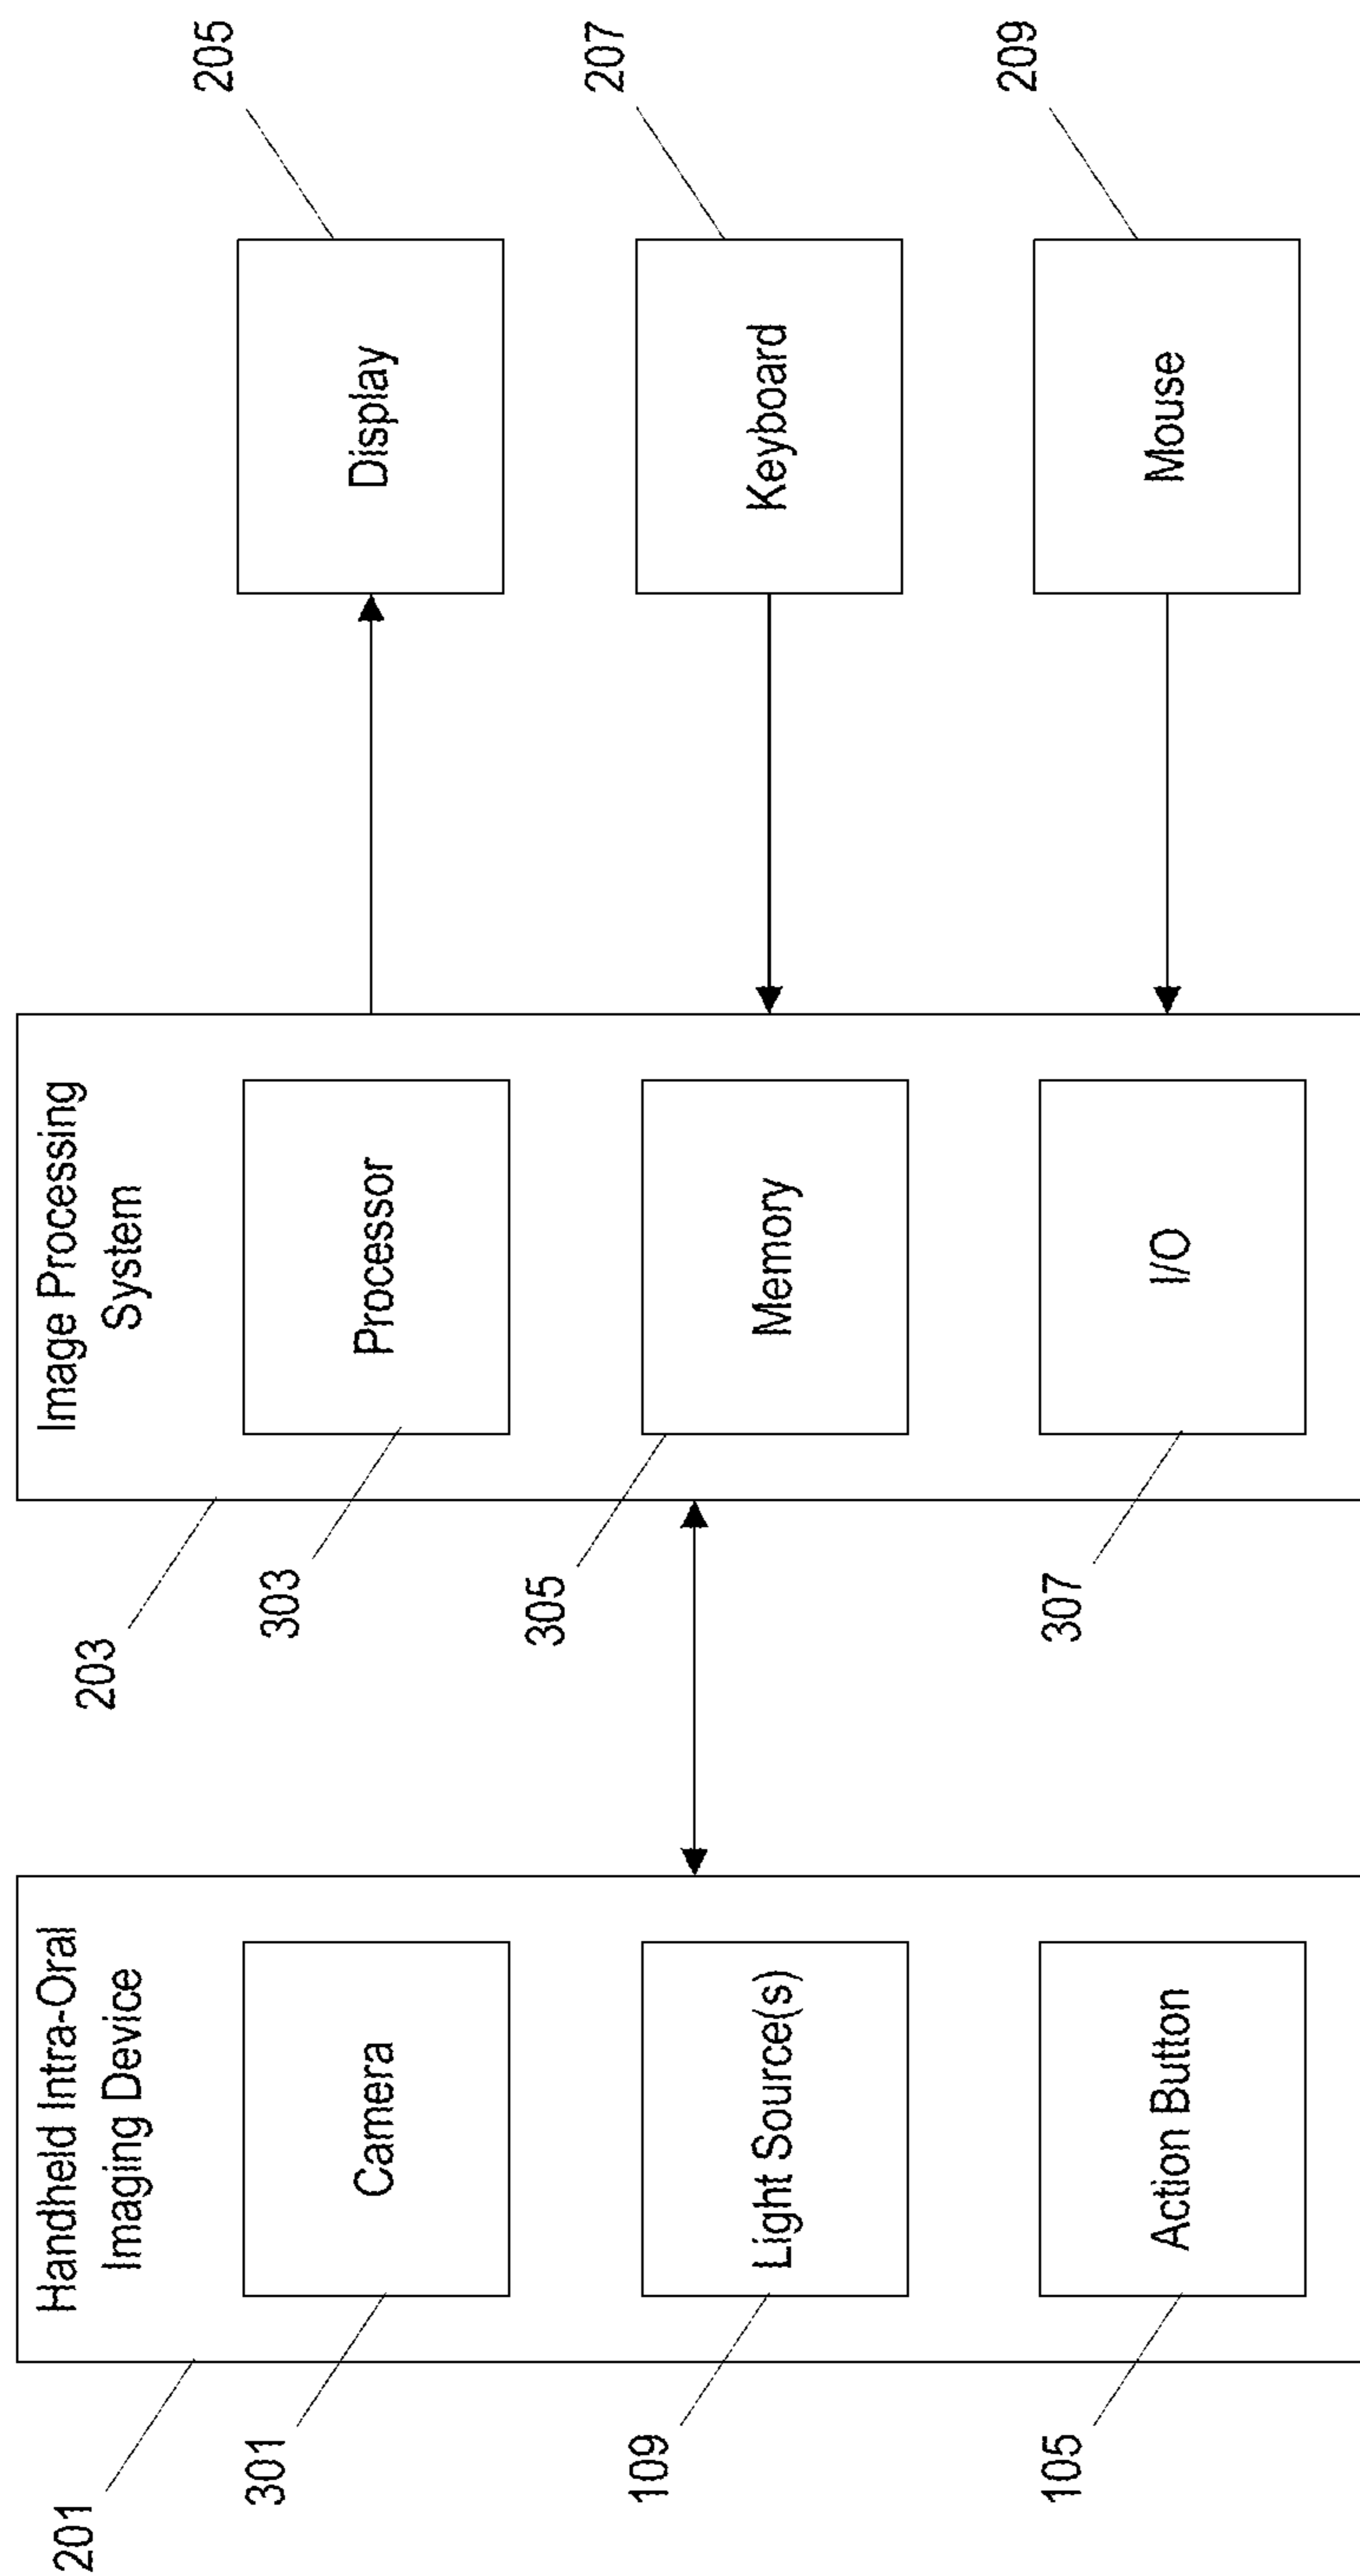 Handheld Intra-Oral
Imaging Device
Camera
Light Source(s)
Action Button
201
301
109
105
Image Processing
System
Processor
Memory
I/O
203
303
305
307
Display
Keyboard
Mouse
205
207
209